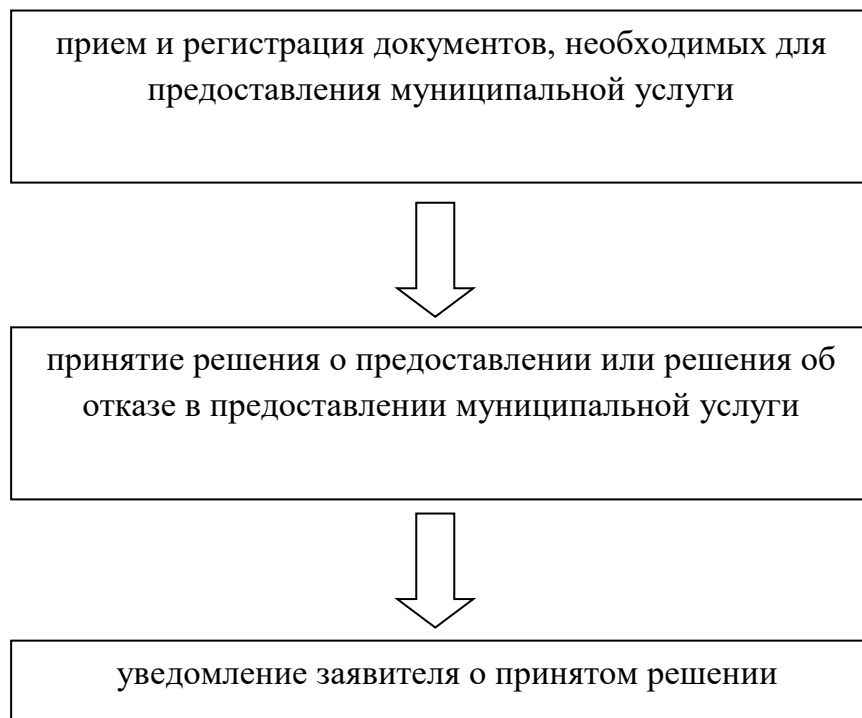 прием и регистрация документов, необходимых для
предоставления муниципальной услуги
принятие решения о предоставлении или решения об
отказе в предоставлении муниципальной услуги
уведомление заявителя о принятом решении